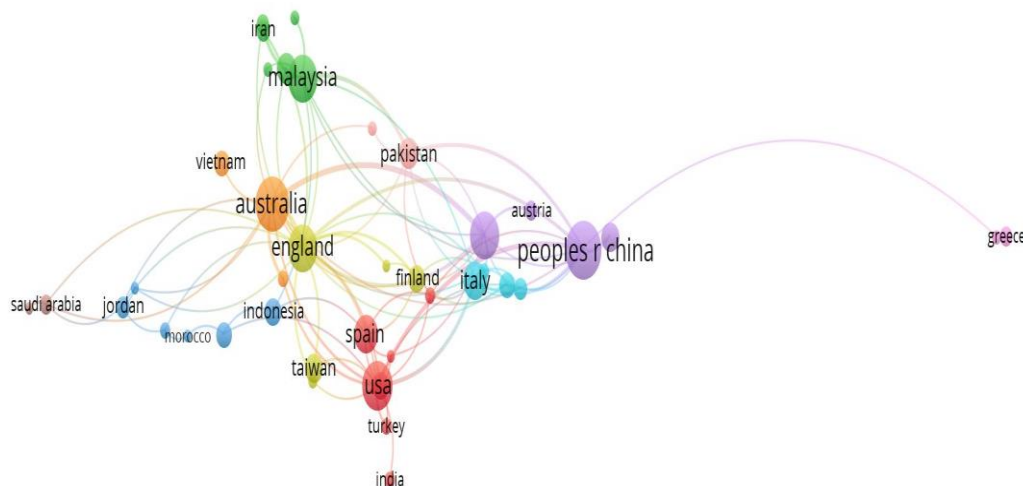 iran
malaysia
pakistan
vietnam
australia
austria
england
peoples r china
greece
finland
italy
saudi arabia
jordan
indonesia
morocco
spain
taiwan
usa
turkey
india